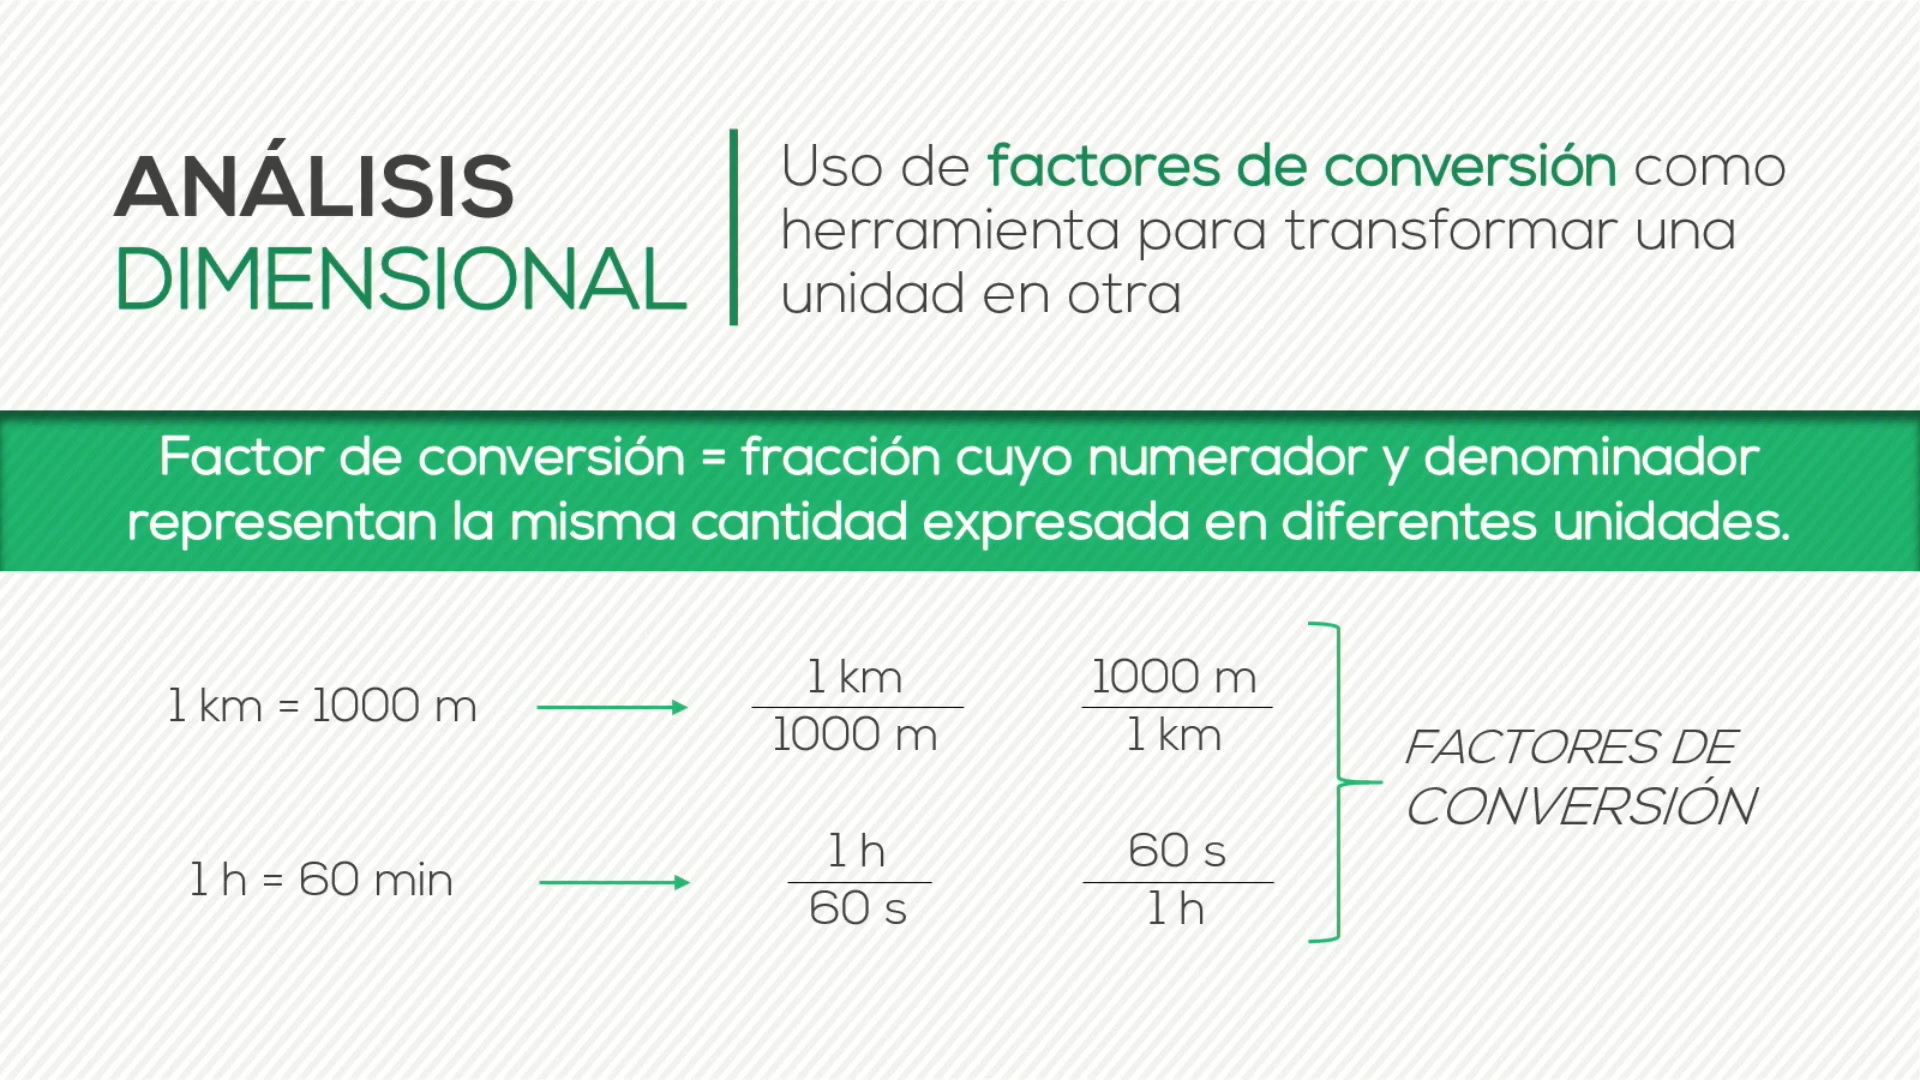 ANÁLISIS
DIMENSIONAL
Uso de factores de conversión como
herramienta para transformar una
unidad en otra
Factor de conversión = fracción cuyo numerador y denominador
representan la misma cantidad expresada en diferentes unidades.
1 km = 1000 m
1 km
1000 m
1000 m
1 km
1 h = 60 min
1 h
60 s
60 s
1 h
FACTORES DE
CONVERSIÓN